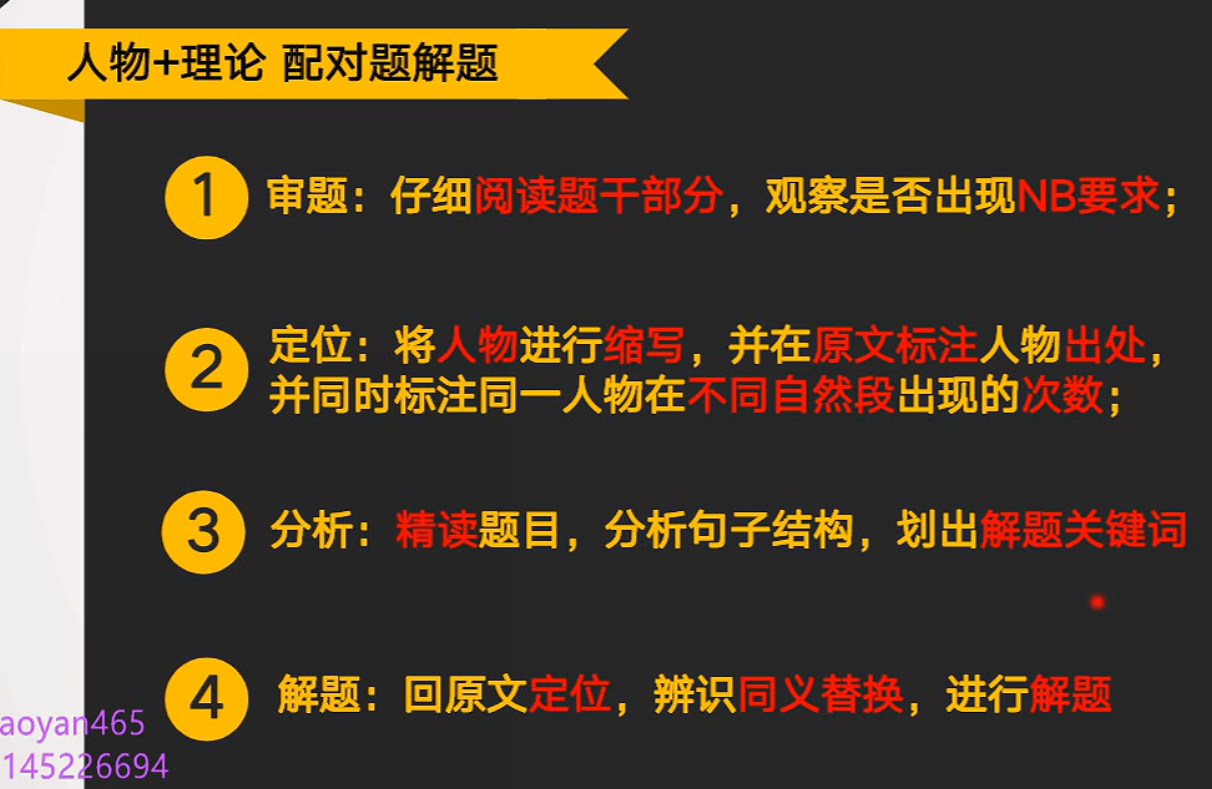 人物+理论 配对题解题
1 审题：仔细阅读题干部分，观察是否出现NB要求；
2 定位：将人物进行缩写，并在原文标注人物出处，
并同时标注同一人物在不同自然段出现的次数；
3 分析：精读题目，分析句子结构，划出解题关键词
4 解题：回原文定位，辨识同义替换，进行解题
aoyan465
145226694